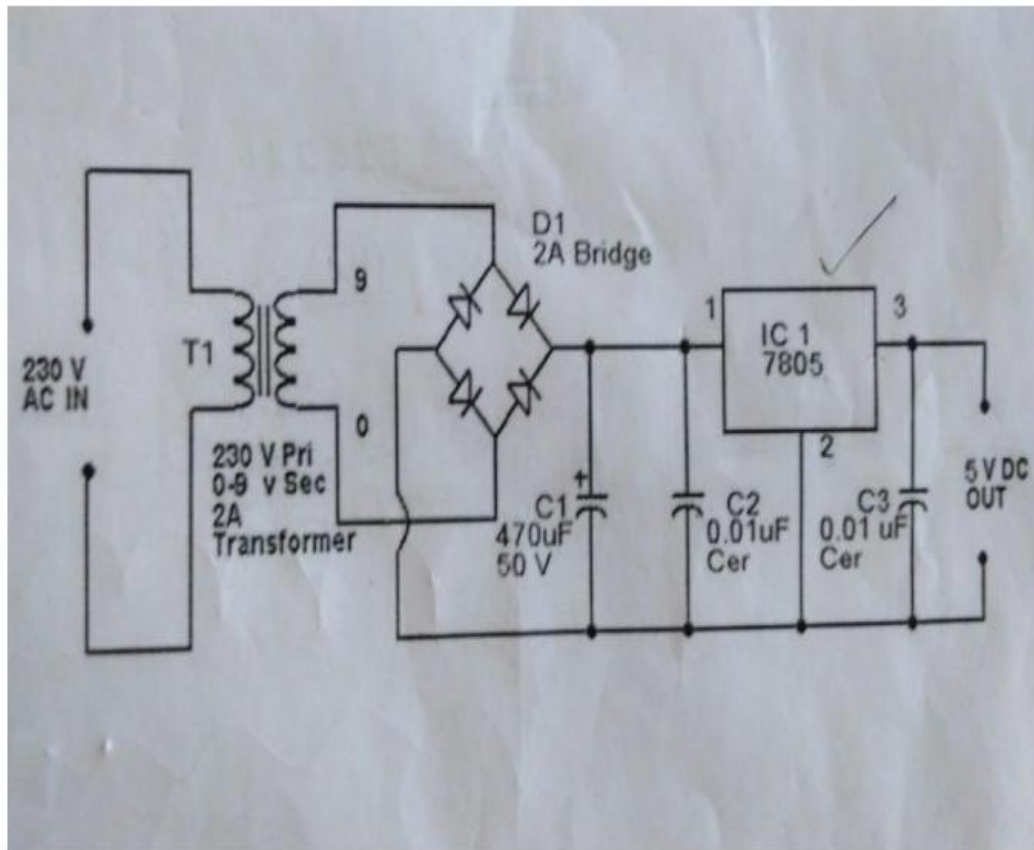 230 V
AC IN
T1
9
0
230 V Pri
0-9 v Sec
2A
Transformer
D1
2A Bridge
+
C1
470uF
50 V
C2
0.01uF
Cer
1
IC 1
7805
3
2
C3
0.01 uF
Cer
5 V DC
OUT